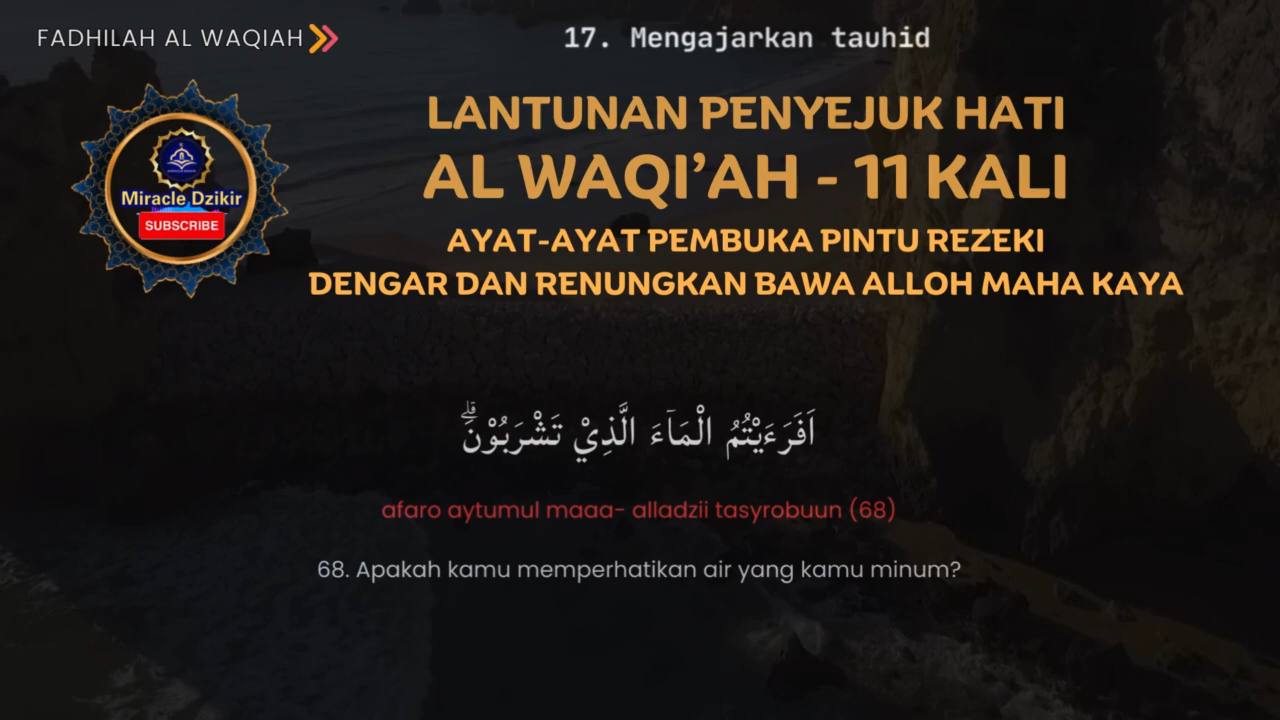 FADHILAH AL WAQIAH
17. Mengajarkan tauhid
LANTUNAN PENYEJUK HATI
AL WAQI’AH - 11 KALI
AYAT-AYAT PEMBUKA PINTU REZEKI
DENGAR DAN RENUNGKAN BAWA ALLOH MAHA KAYA
Miracle Dzikir
SUBSCRIBE
اَفَرَءَيْتُمُ الْمَاۤءَ الَّذِيْ تَشْرَبُوْنَۗ
afaro aytumul maaa- alladzii tasyrobuun (68)
68. Apakah kamu memperhatikan air yang kamu minum?